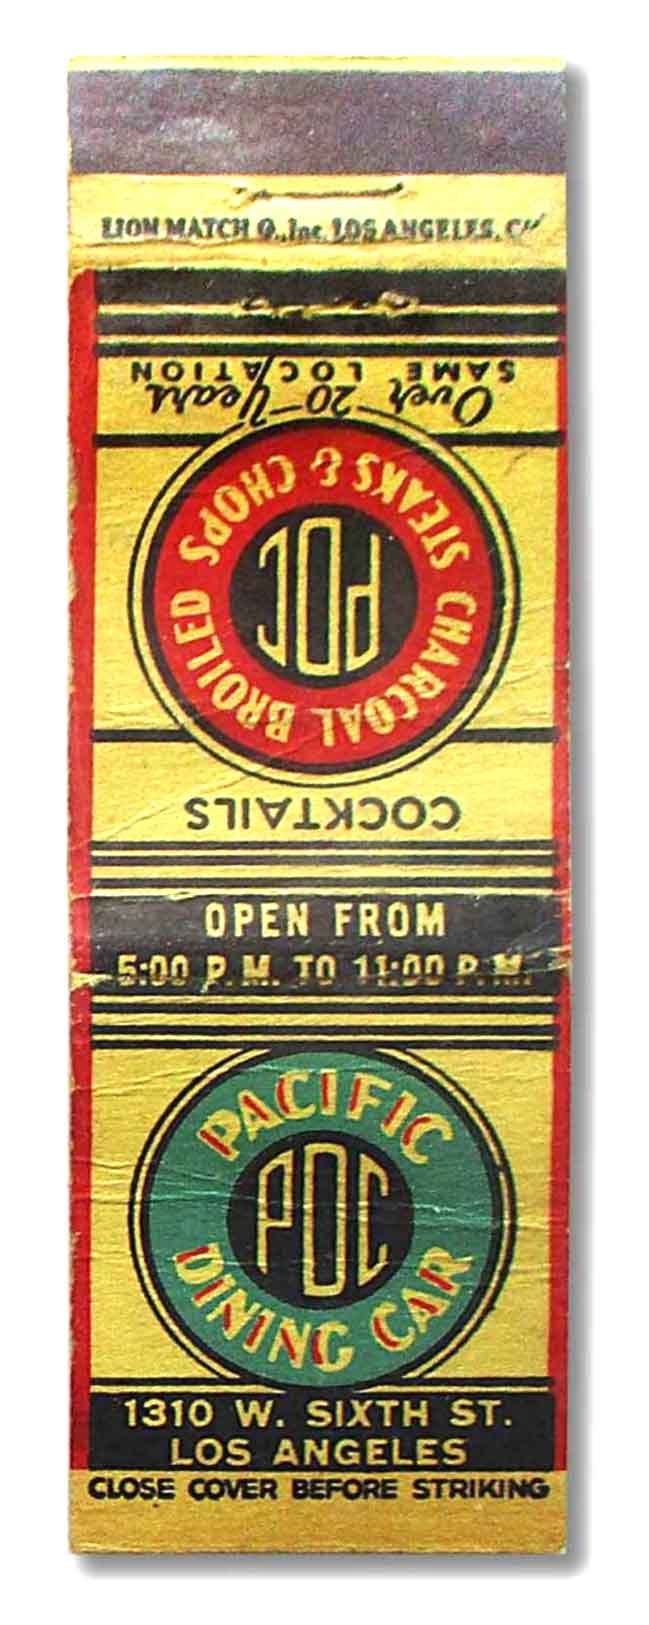 LION MATCH Co., Inc. LOS ANGELES, CA
Over 20 Years
SAME LOCATION
STEAKS & CHOPS
CHARCOAL BROILED
PDC
COCKTAILS
OPEN FROM
5:00 P.M. TO 11:00 P.M.
PACIFIC
PDC
DINING CAR
1310 W. SIXTH ST.
LOS ANGELES
CLOSE COVER BEFORE STRIKING